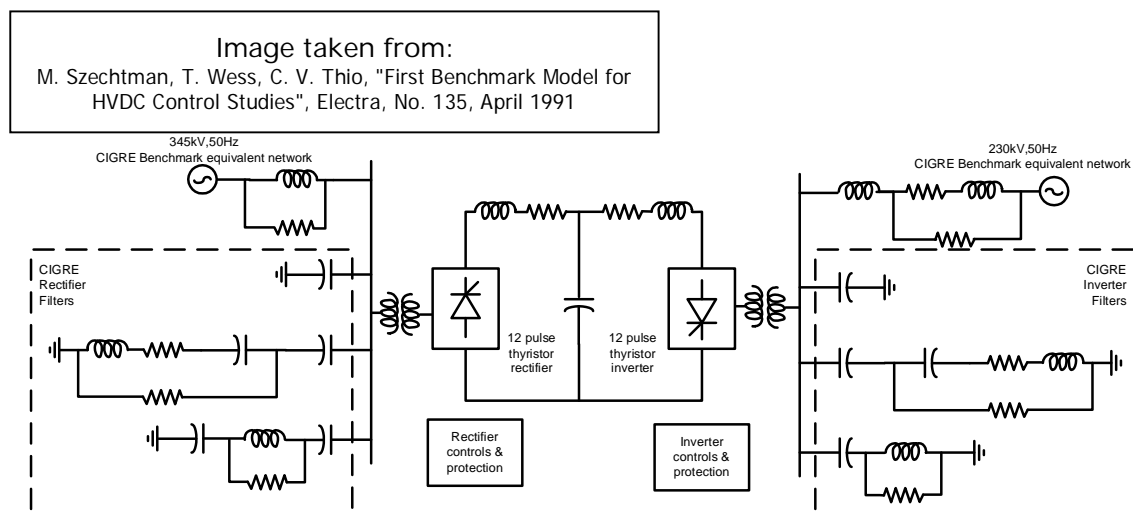 Image taken from:
M. Szechtman, T. Wess, C. V. Thio, "First Benchmark Model for
HVDC Control Studies", Electra, No. 135, April 1991
345kV,50Hz
CIGRE Benchmark equivalent network
230kV,50Hz
CIGRE Benchmark equivalent network
CIGRE
Rectifier
Filters
CIGRE
Inverter
Filters
12 pulse
thyristor
rectifier
12 pulse
thyristor
inverter
Rectifier
controls &
protection
Inverter
controls &
protection